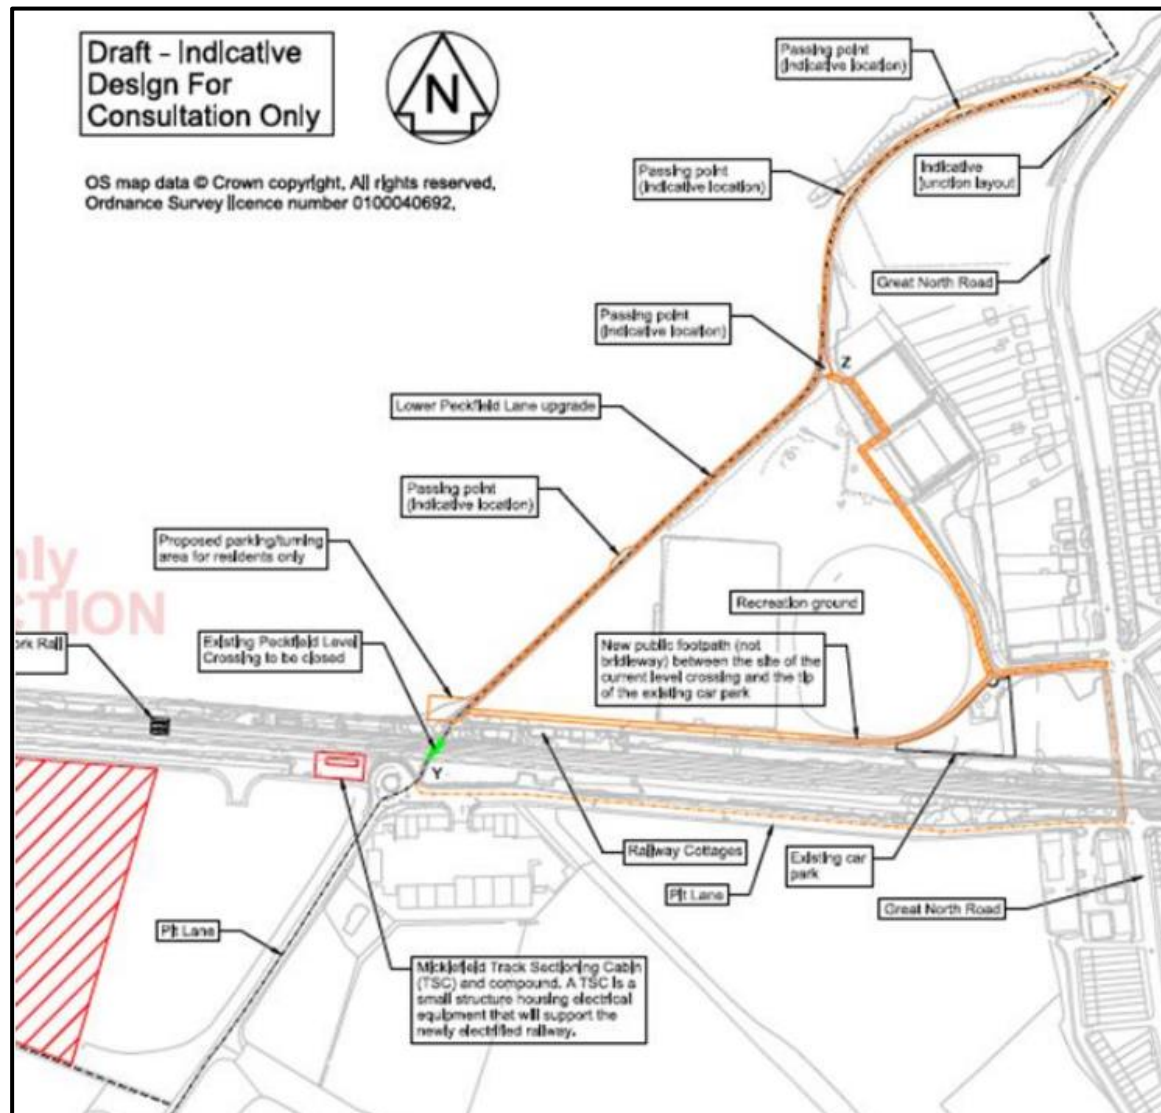 Draft - Indicative
Design For
Consultation Only
N
OS map data © Crown copyright, All rights reserved,
Ordnance Survey licence number 0100040692,
Passing point
(Indicative location)
Passing point
(Indicative location)
Indicative
junction layout
Great North Road
Passing point
(Indicative location)
Z
Lower Peckfield Lane upgrade
Passing point
(Indicative location)
Proposed parking/turning
area for residents only
Recreation ground
Existing Peckfield Level
Crossing to be closed
New public footpath (not
bridleway) between the site of the
current level crossing and the tip
of the existing car park
Rail
Y
Railway Cottages
Existing car
park
Pit Lane
Great North Road
Pit Lane
Micklefield Track Sectioning Cabin
(TSC) and compound. A TSC is a
small structure housing electrical
equipment that will support the
newly electrified railway.